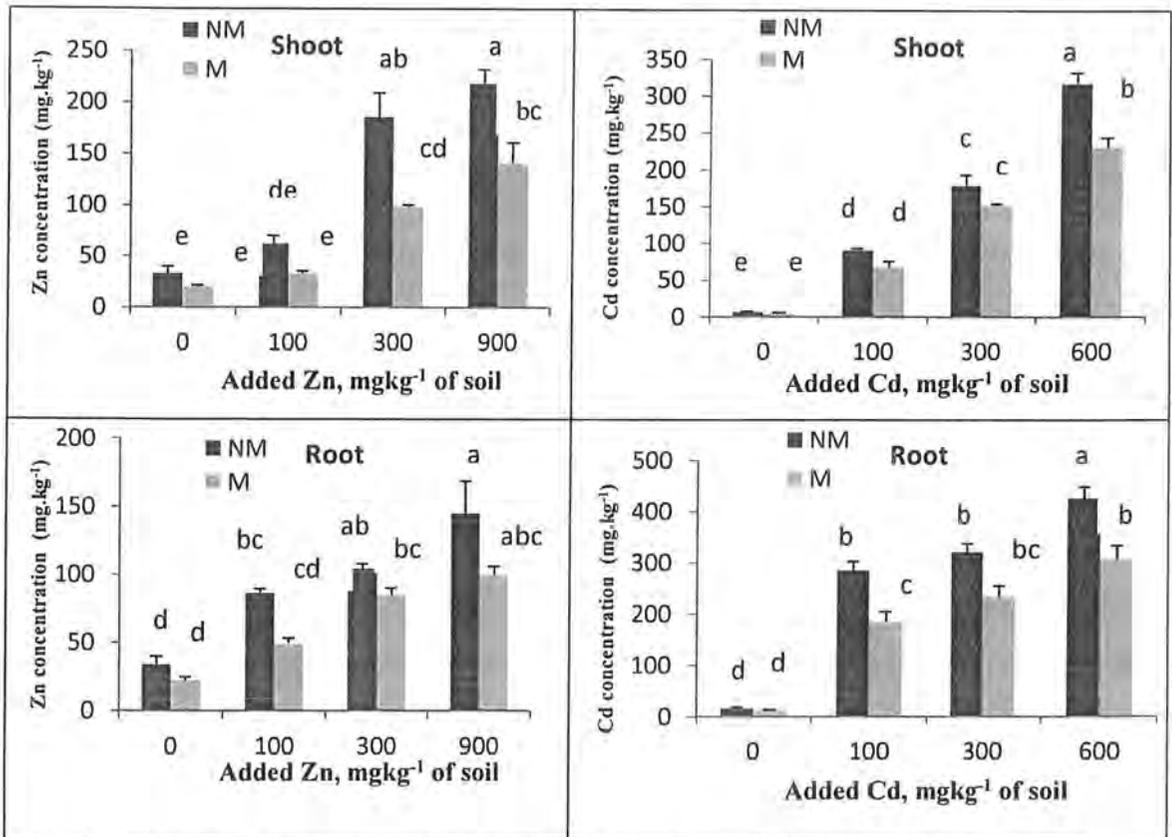 NM
M
Shoot
Zn concentration (mg.kg⁻¹)
250
200
150
100
50
0
e
e
de
e
ab
cd
a
bc
0 100 300 900
Added Zn, mgkg⁻¹ of soil
NM
M
Shoot
Cd concentration (mg.kg⁻¹)
350
300
250
200
150
100
50
0
e
e
d
d
c
c
a
b
0 100 300 600
Added Cd, mgkg⁻¹ of soil
NM
M
Root
Zn concentration (mg.kg⁻¹)
200
150
100
50
0
d
d
bc
cd
ab
bc
a
abc
0 100 300 900
Added Zn, mgkg⁻¹ of soil
NM
M
Root
Cd concentration (mg.kg⁻¹)
500
400
300
200
100
0
d
d
b
c
b
bc
a
b
0 100 300 600
Added Cd, mgkg⁻¹ of soil